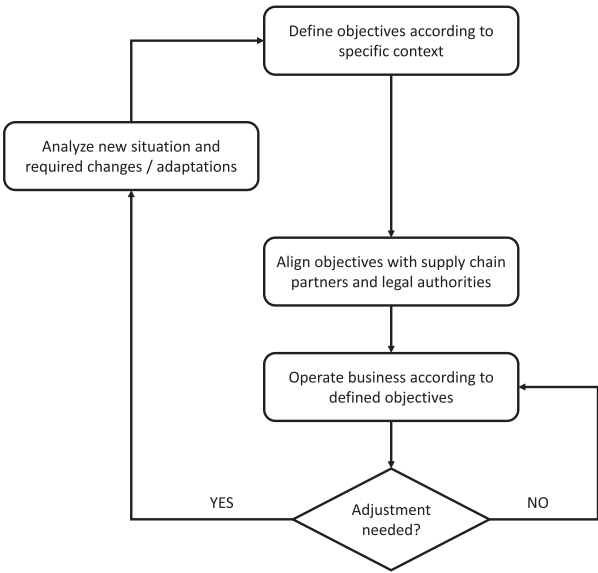 Define objectives according to
specific context
Analyze new situation and
required changes / adaptations
Align objectives with supply chain
partners and legal authorities
Operate business according to
defined objectives
YES
Adjustment
needed?
NO